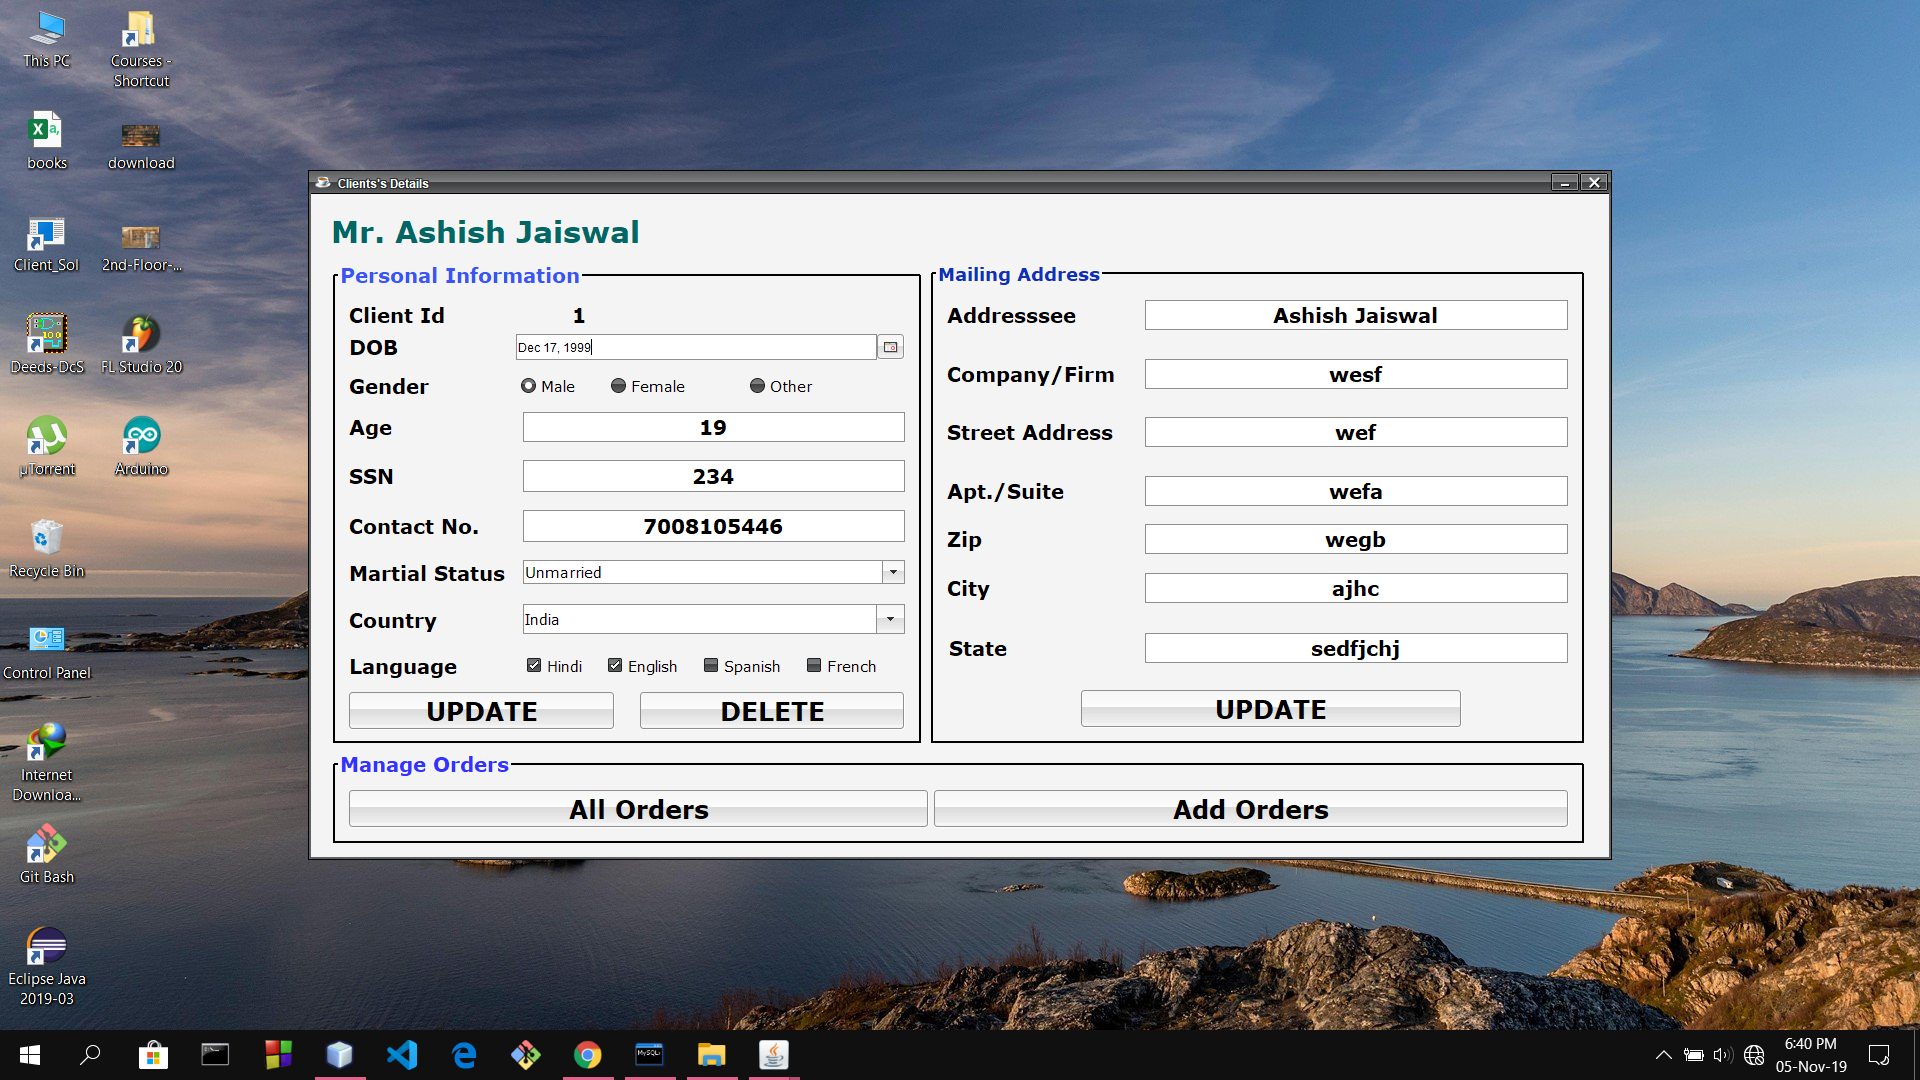 This PC
Courses -
Shortcut
books
download
Client_Sol
2nd-Floor-...
Deeds-DcS
FL Studio 20
µTorrent
Arduino
Recycle Bin
Control Panel
Internet
Downloa...
Git Bash
Eclipse Java
2019-03
Clients's Details
Mr. Ashish Jaiswal
Personal Information
Client Id 1
DOB Dec 17, 1999
Gender Male Female Other
Age 19
SSN 234
Contact No. 7008105446
Martial Status Unmarried
Country India
Language Hindi English Spanish French
UPDATE DELETE
Mailing Address
Addresssee Ashish Jaiswal
Company/Firm wesf
Street Address wef
Apt./Suite wefa
Zip wegb
City ajhc
State sedfjchj
UPDATE
Manage Orders
All Orders Add Orders
6:40 PM
05-Nov-19